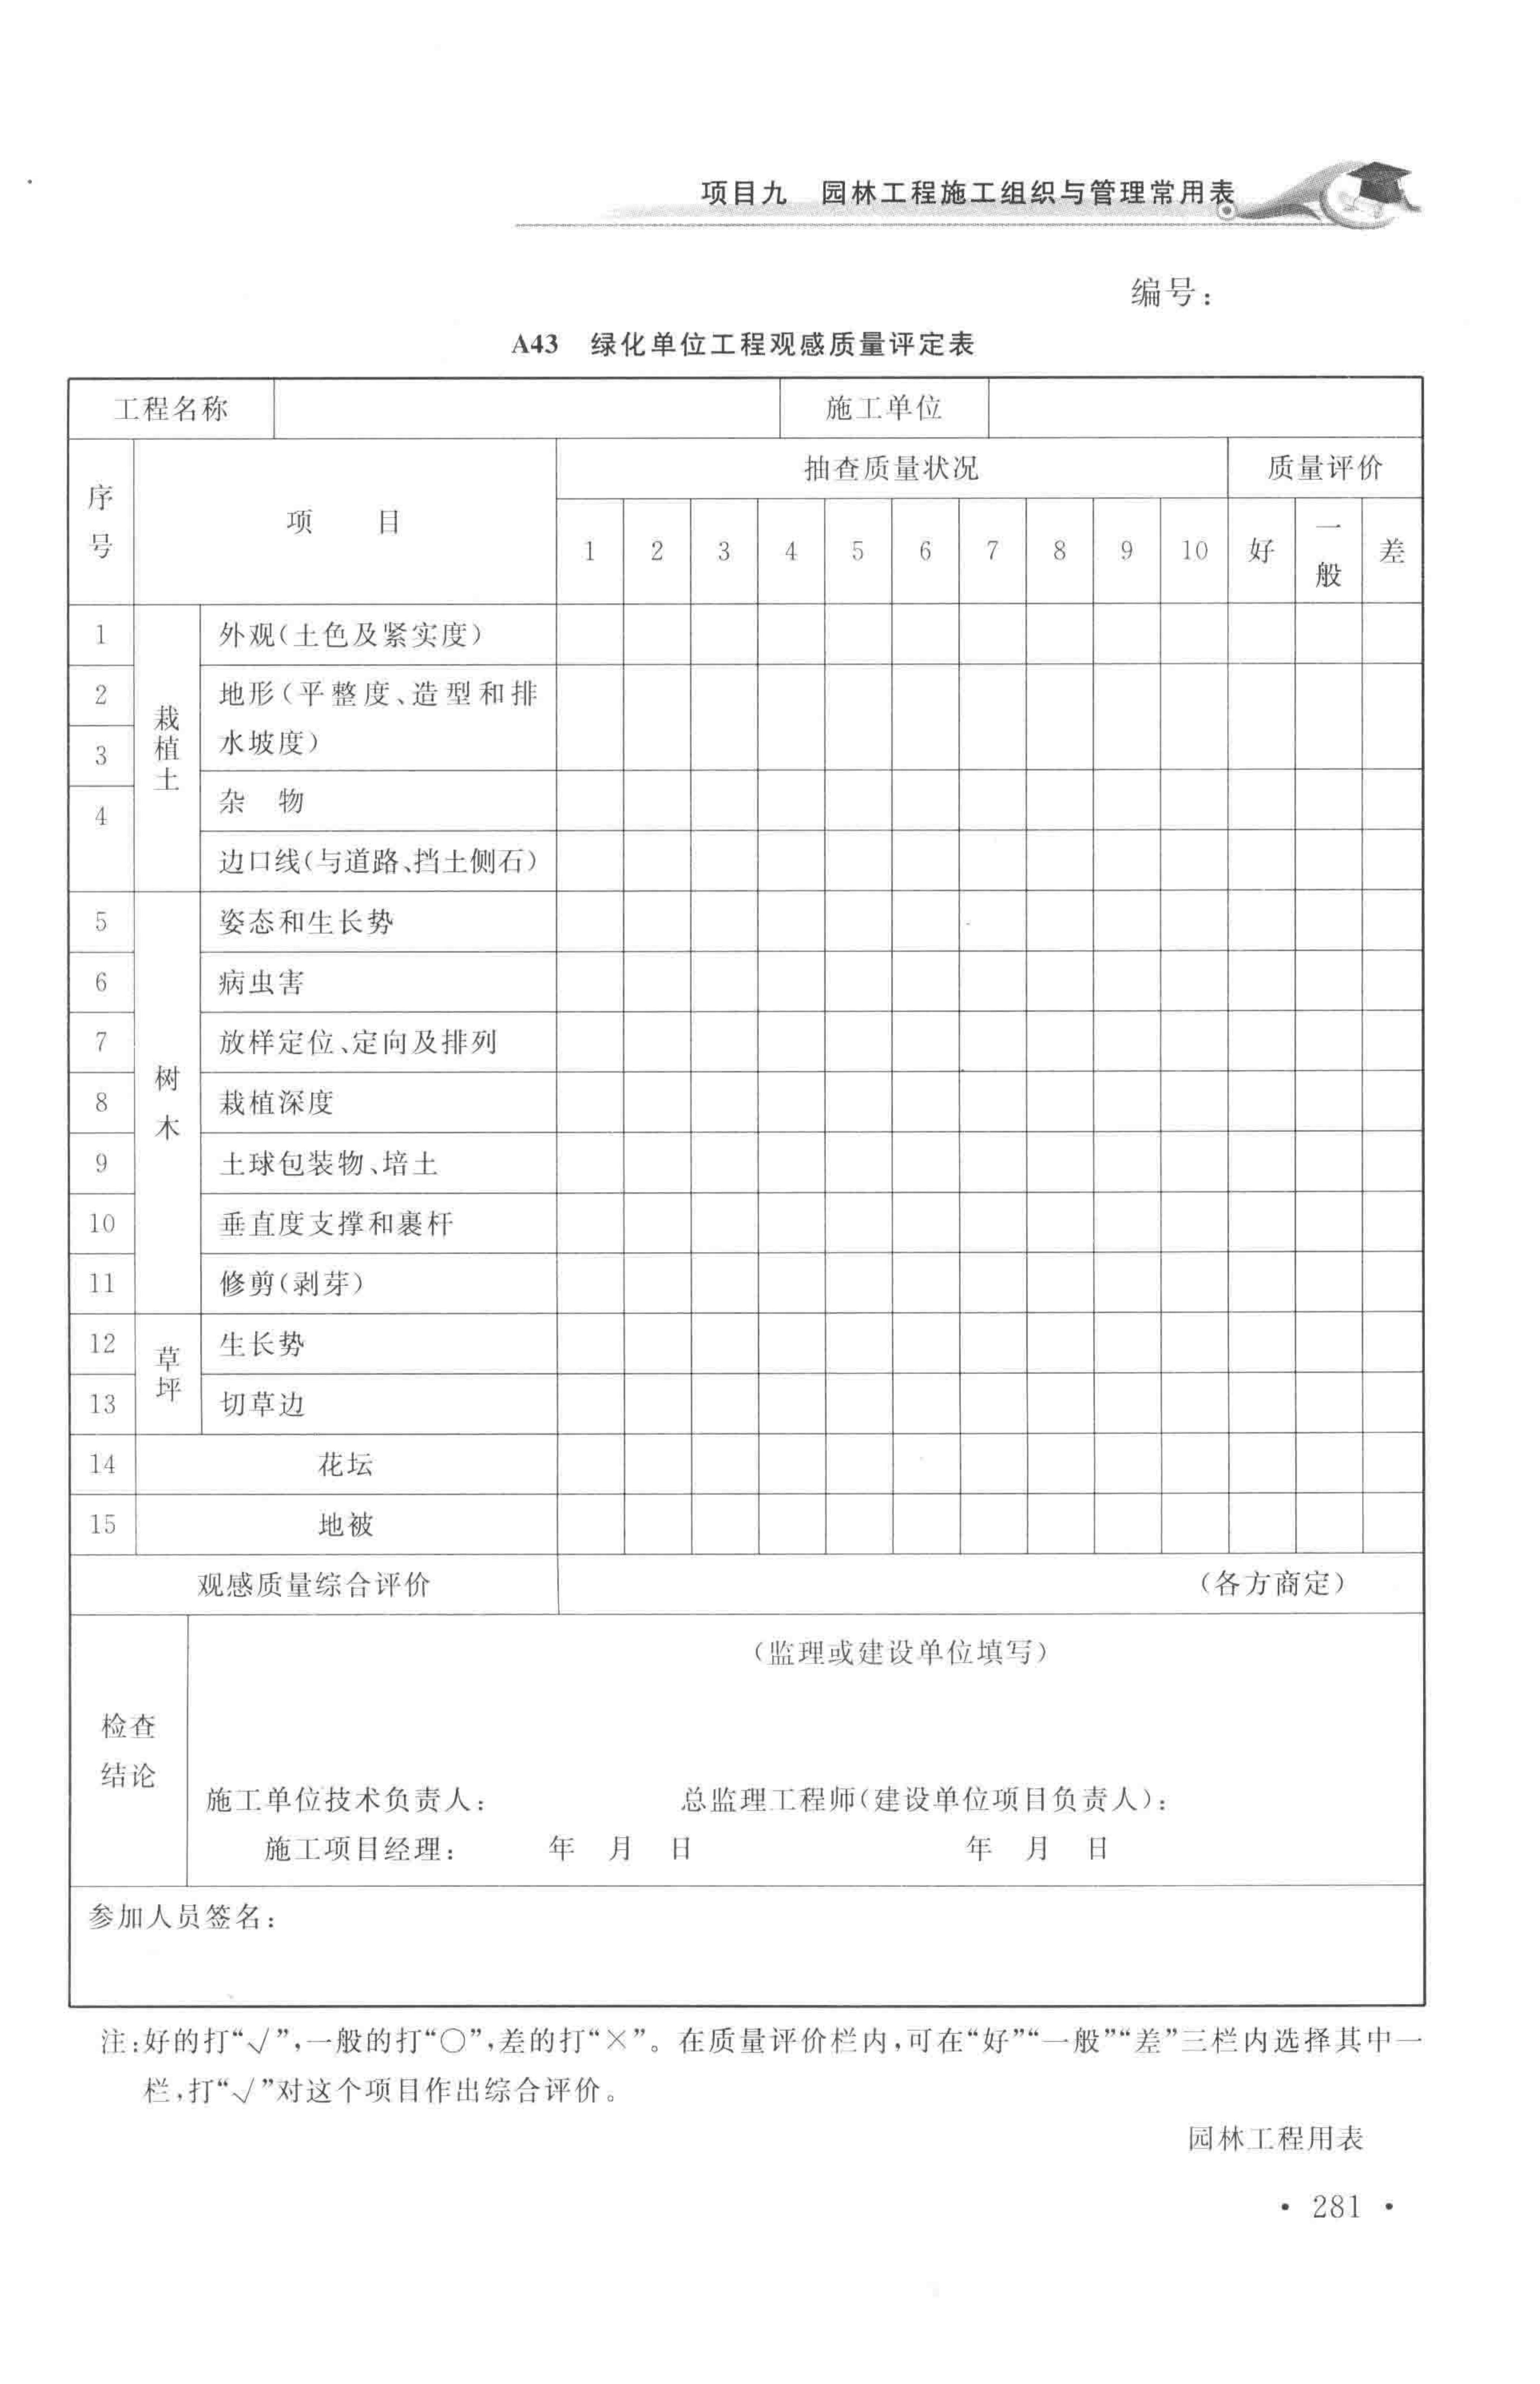 项目九 园林工程施工组织与管理常用表
编号：
A43 绿化单位工程观感质量评定表
工程名称 施工单位
序号 项 目 抽查质量状况 质量评价
1 2 3 4 5 6 7 8 9 10 好 一般 差
栽植土
1 外观(土色及紧实度)
2 地形(平整度、造型和排
3 水坡度)
4 杂 物
边口线(与道路、挡土侧石)
树木
5 姿态和生长势
6 病虫害
7 放样定位、定向及排列
8 栽植深度
9 土球包装物、培土
10 垂直度支撑和裹杆
11 修剪(剥芽)
草坪
12 生长势
13 切草边
14 花坛
15 地被
观感质量综合评价 (各方商定)
检查结论
(监理或建设单位填写)
施工单位技术负责人： 总监理工程师(建设单位项目负责人)：
施工项目经理： 年 月 日 年 月 日
参加人员签名：
注:好的打“√”,一般的打“○”,差的打“×”。在质量评价栏内,可在“好”“一般”“差”三栏内选择其中一
栏,打“√”对这个项目作出综合评价。
园林工程用表
• 281 •